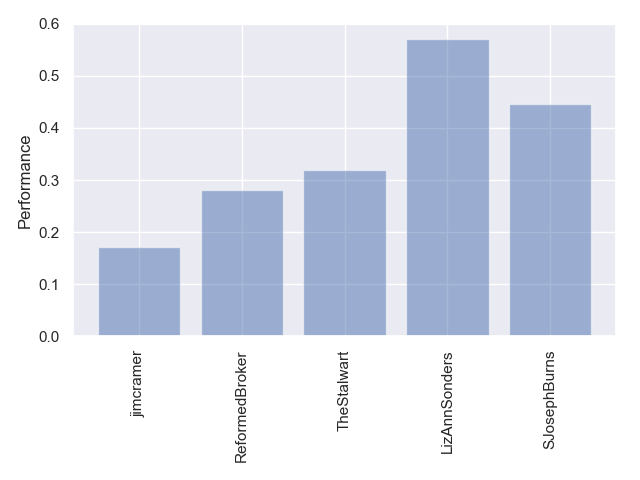 0.6
0.5
0.4
0.3
0.2
0.1
0.0
Performance
jimcramer
ReformedBroker
TheStalwart
LizAnnSonders
SJosephBurns